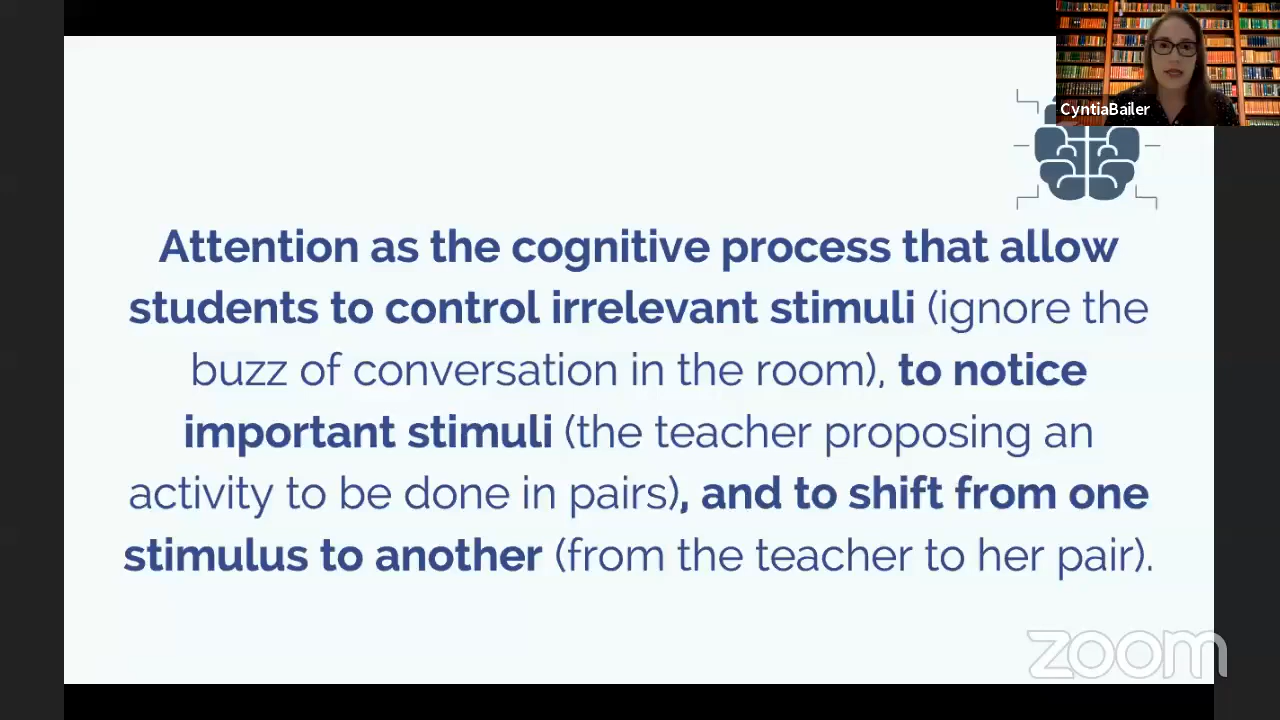 CyntiaBailer
Attention as the cognitive process that allow
students to control irrelevant stimuli (ignore the
buzz of conversation in the room), to notice
important stimuli (the teacher proposing an
activity to be done in pairs), and to shift from one
stimulus to another (from the teacher to her pair).
zoom